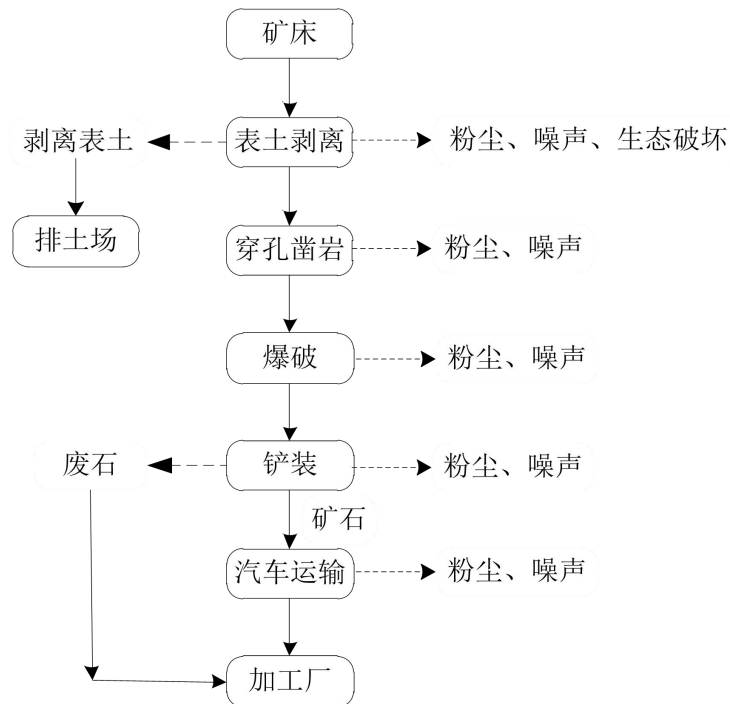 矿床
剥离表土
表土剥离
粉尘、噪声、生态破坏
排土场
穿孔凿岩
粉尘、噪声
爆破
粉尘、噪声
废石
铲装
粉尘、噪声
矿石
汽车运输
粉尘、噪声
加工厂